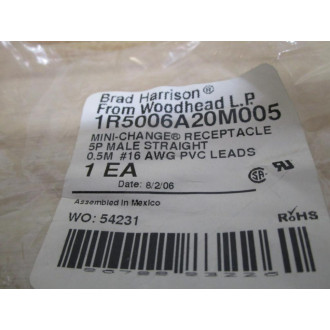 Brad Harrison®
From Woodhead L.P
1R5006A20M005
MINI-CHANGE® RECEPTACLE
5P MALE STRAIGHT
0.5M #16 AWG PVC LEADS
1 EA
Date: 8/2/06
Assembled in Mexico
WO: 54231
RoHS